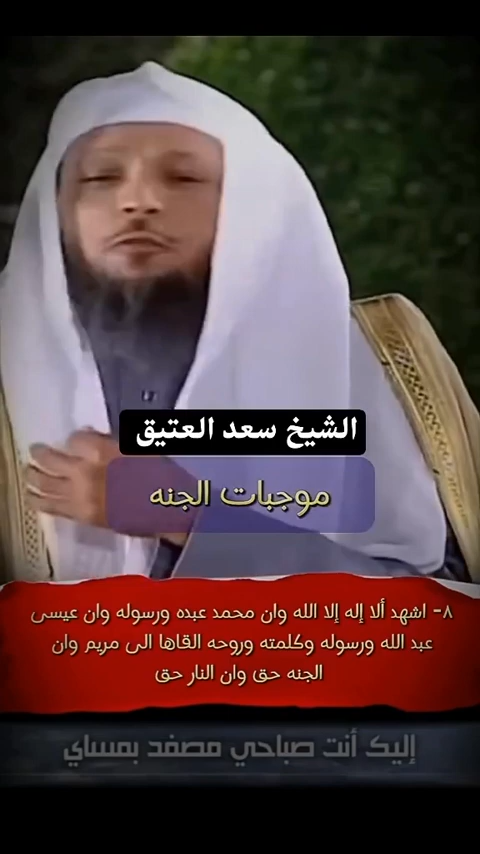 الشيخ سعد العتيق
موجبات الجنه
٨- اشهد ألا إله إلا الله وان محمد عبده ورسوله وان عيسى
عبد الله ورسوله وكلمته وروحه القاها الى مريم وان
الجنه حق وان النار حق
إليك أنت صباحي مصفد بمساي